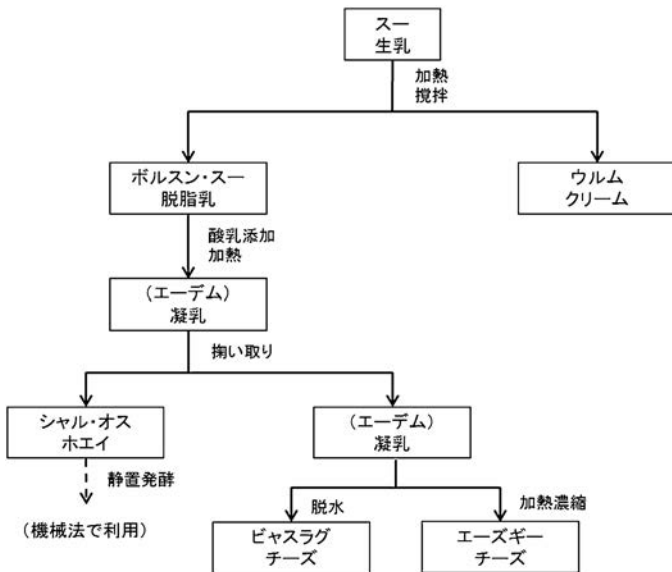 スー
生乳
加熱
撹拌
ボルスン・スー
脱脂乳
ウルム
クリーム
酸乳添加
加熱
(エーデム)
凝乳
掬い取り
シャル・オス
ホエイ
(エーデム)
凝乳
静置発酵
脱水
加熱濃縮
(機械法で利用)
ビャスラグ
チーズ
エーズギー
チーズ